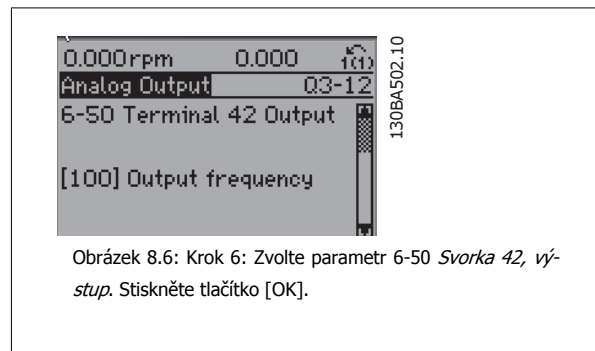 0.000rpm 0.000 1(1)
Analog Output Q3-12
6-50 Terminal 42 Output
[100] Output frequency
130BA502.10
Obrázek 8.6: Krok 6: Zvolte parametr 6-50 Svorka 42, vý-
stup. Stiskněte tlačítko [OK].